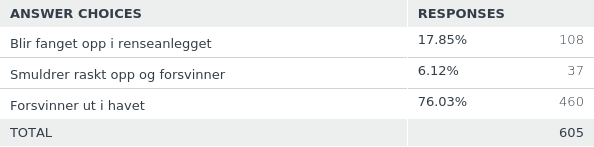 ANSWER CHOICES RESPONSES
Blir fanget opp i renseanlegget 17.85% 108
Smuldrer raskt opp og forsvinner 6.12% 37
Forsvinner ut i havet 76.03% 460
TOTAL 605